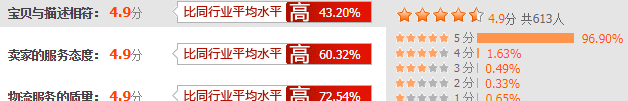 宝贝与描述相符：4.9分 比同行业平均水平 高 43.20%
卖家的服务态度：4.9分 比同行业平均水平 高 60.32%
物流服务的质量：4.9分 比同行业平均水平 高 72.54%
4.9分 共613人
5分 96.90%
4分 1.63%
3分 0.49%
2分 0.33%
1分 0.65%